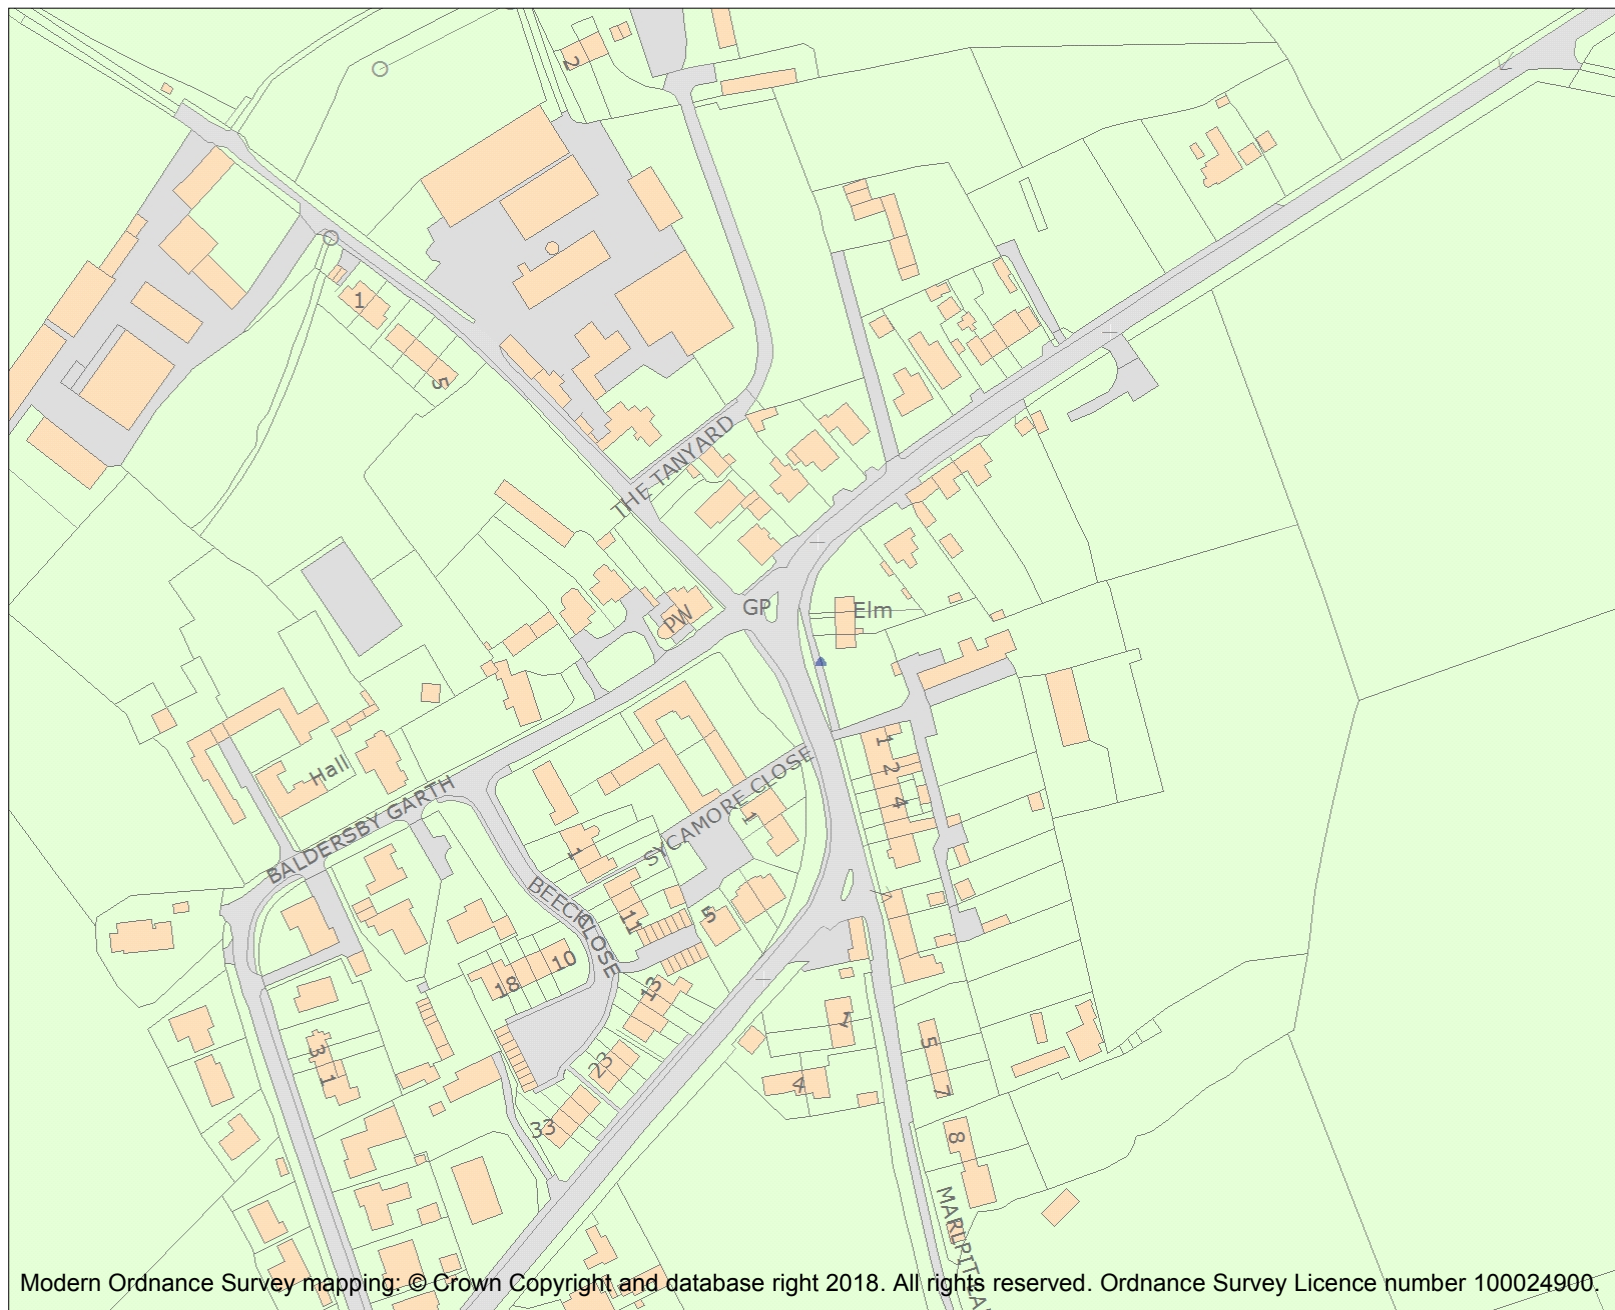 2
1
5
THE TANYARD
GP
Elm
PW
Hall
BALDERSBY GARTH
SYCAMORE CLOSE
1
2
4
1
1
BEECH CLOSE
11
5
10
18
13
1
3
1
23
4
5
7
33
8
Modern Ordnance Survey mapping: © Crown Copyright and database right 2018. All rights reserved. Ordnance Survey Licence number 100024900.